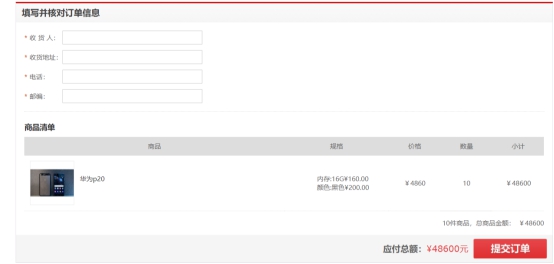 填写并核对订单信息
* 收 货 人:
* 收货地址:
* 电话:
* 邮编:
商品清单
商品 规格 价格 数量 小计
华为p20 内存:16G¥160.00 ¥ 4860 10 ¥ 48600
颜色:黑色¥200.00
10件商品，总商品金额: ¥ 48600
应付总额: ¥48600元 提交订单